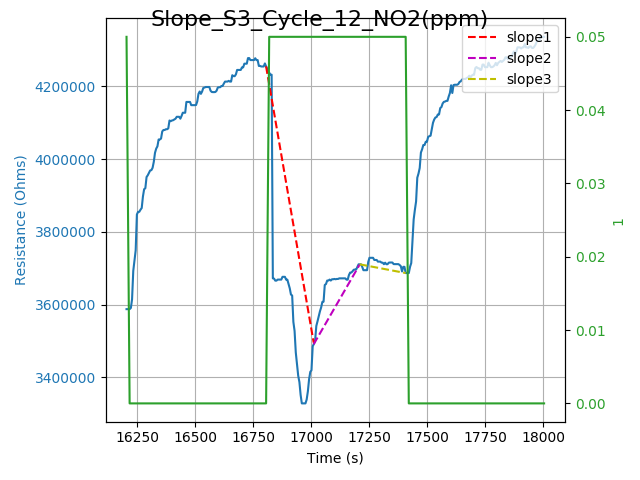 Slope_S3_Cycle_12_NO2(ppm)
slope1
slope2
slope3
Resistance (Ohms)
4200000
4000000
3800000
3600000
3400000
0.05
0.04
0.03
0.02
0.01
0.00
1
16250 16500 16750 17000 17250 17500 17750 18000
Time (s)